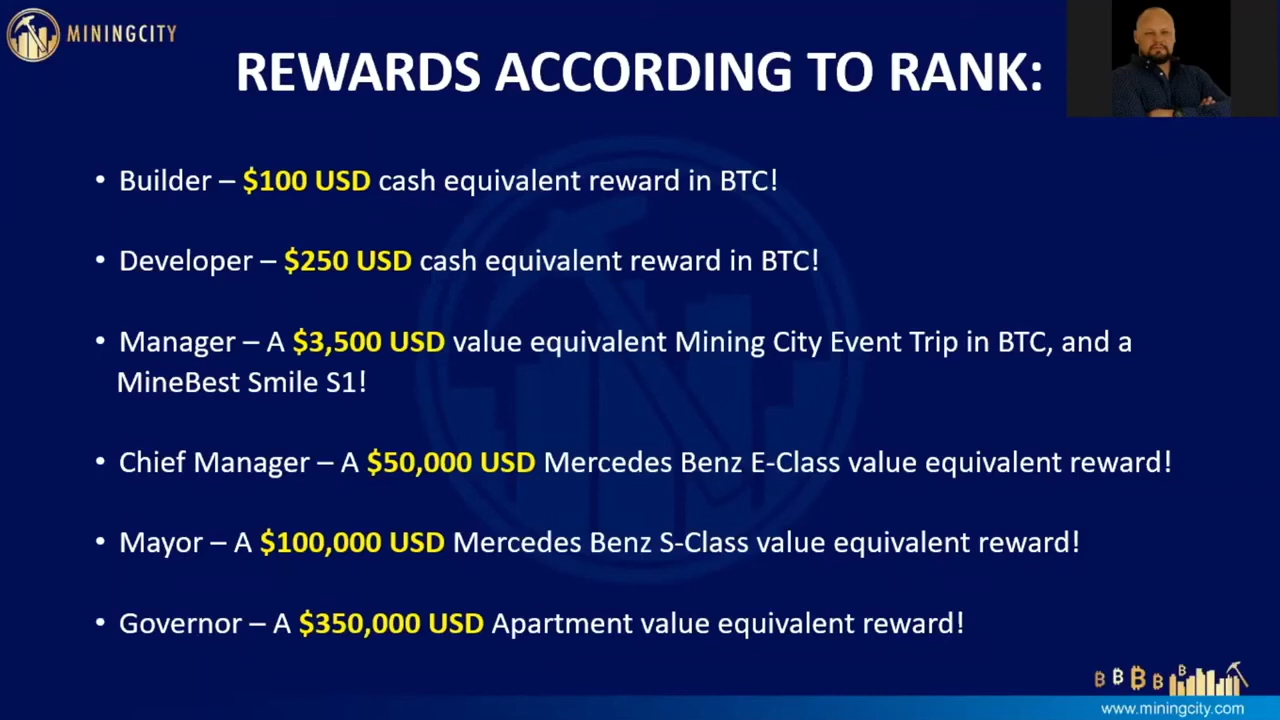 MININGCITY
REWARDS ACCORDING TO RANK:
• Builder – $100 USD cash equivalent reward in BTC!
• Developer – $250 USD cash equivalent reward in BTC!
• Manager – A $3,500 USD value equivalent Mining City Event Trip in BTC, and a
MineBest Smile S1!
• Chief Manager – A $50,000 USD Mercedes Benz E-Class value equivalent reward!
• Mayor – A $100,000 USD Mercedes Benz S-Class value equivalent reward!
• Governor – A $350,000 USD Apartment value equivalent reward!
www.miningcity.com